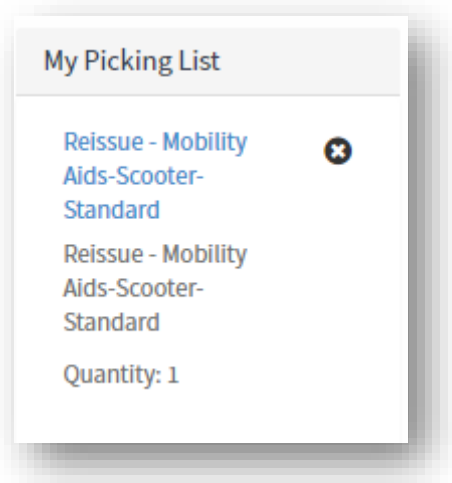 My Picking List
Reissue - Mobility
Aids-Scooter-
Standard
Reissue - Mobility
Aids-Scooter-
Standard
Quantity: 1